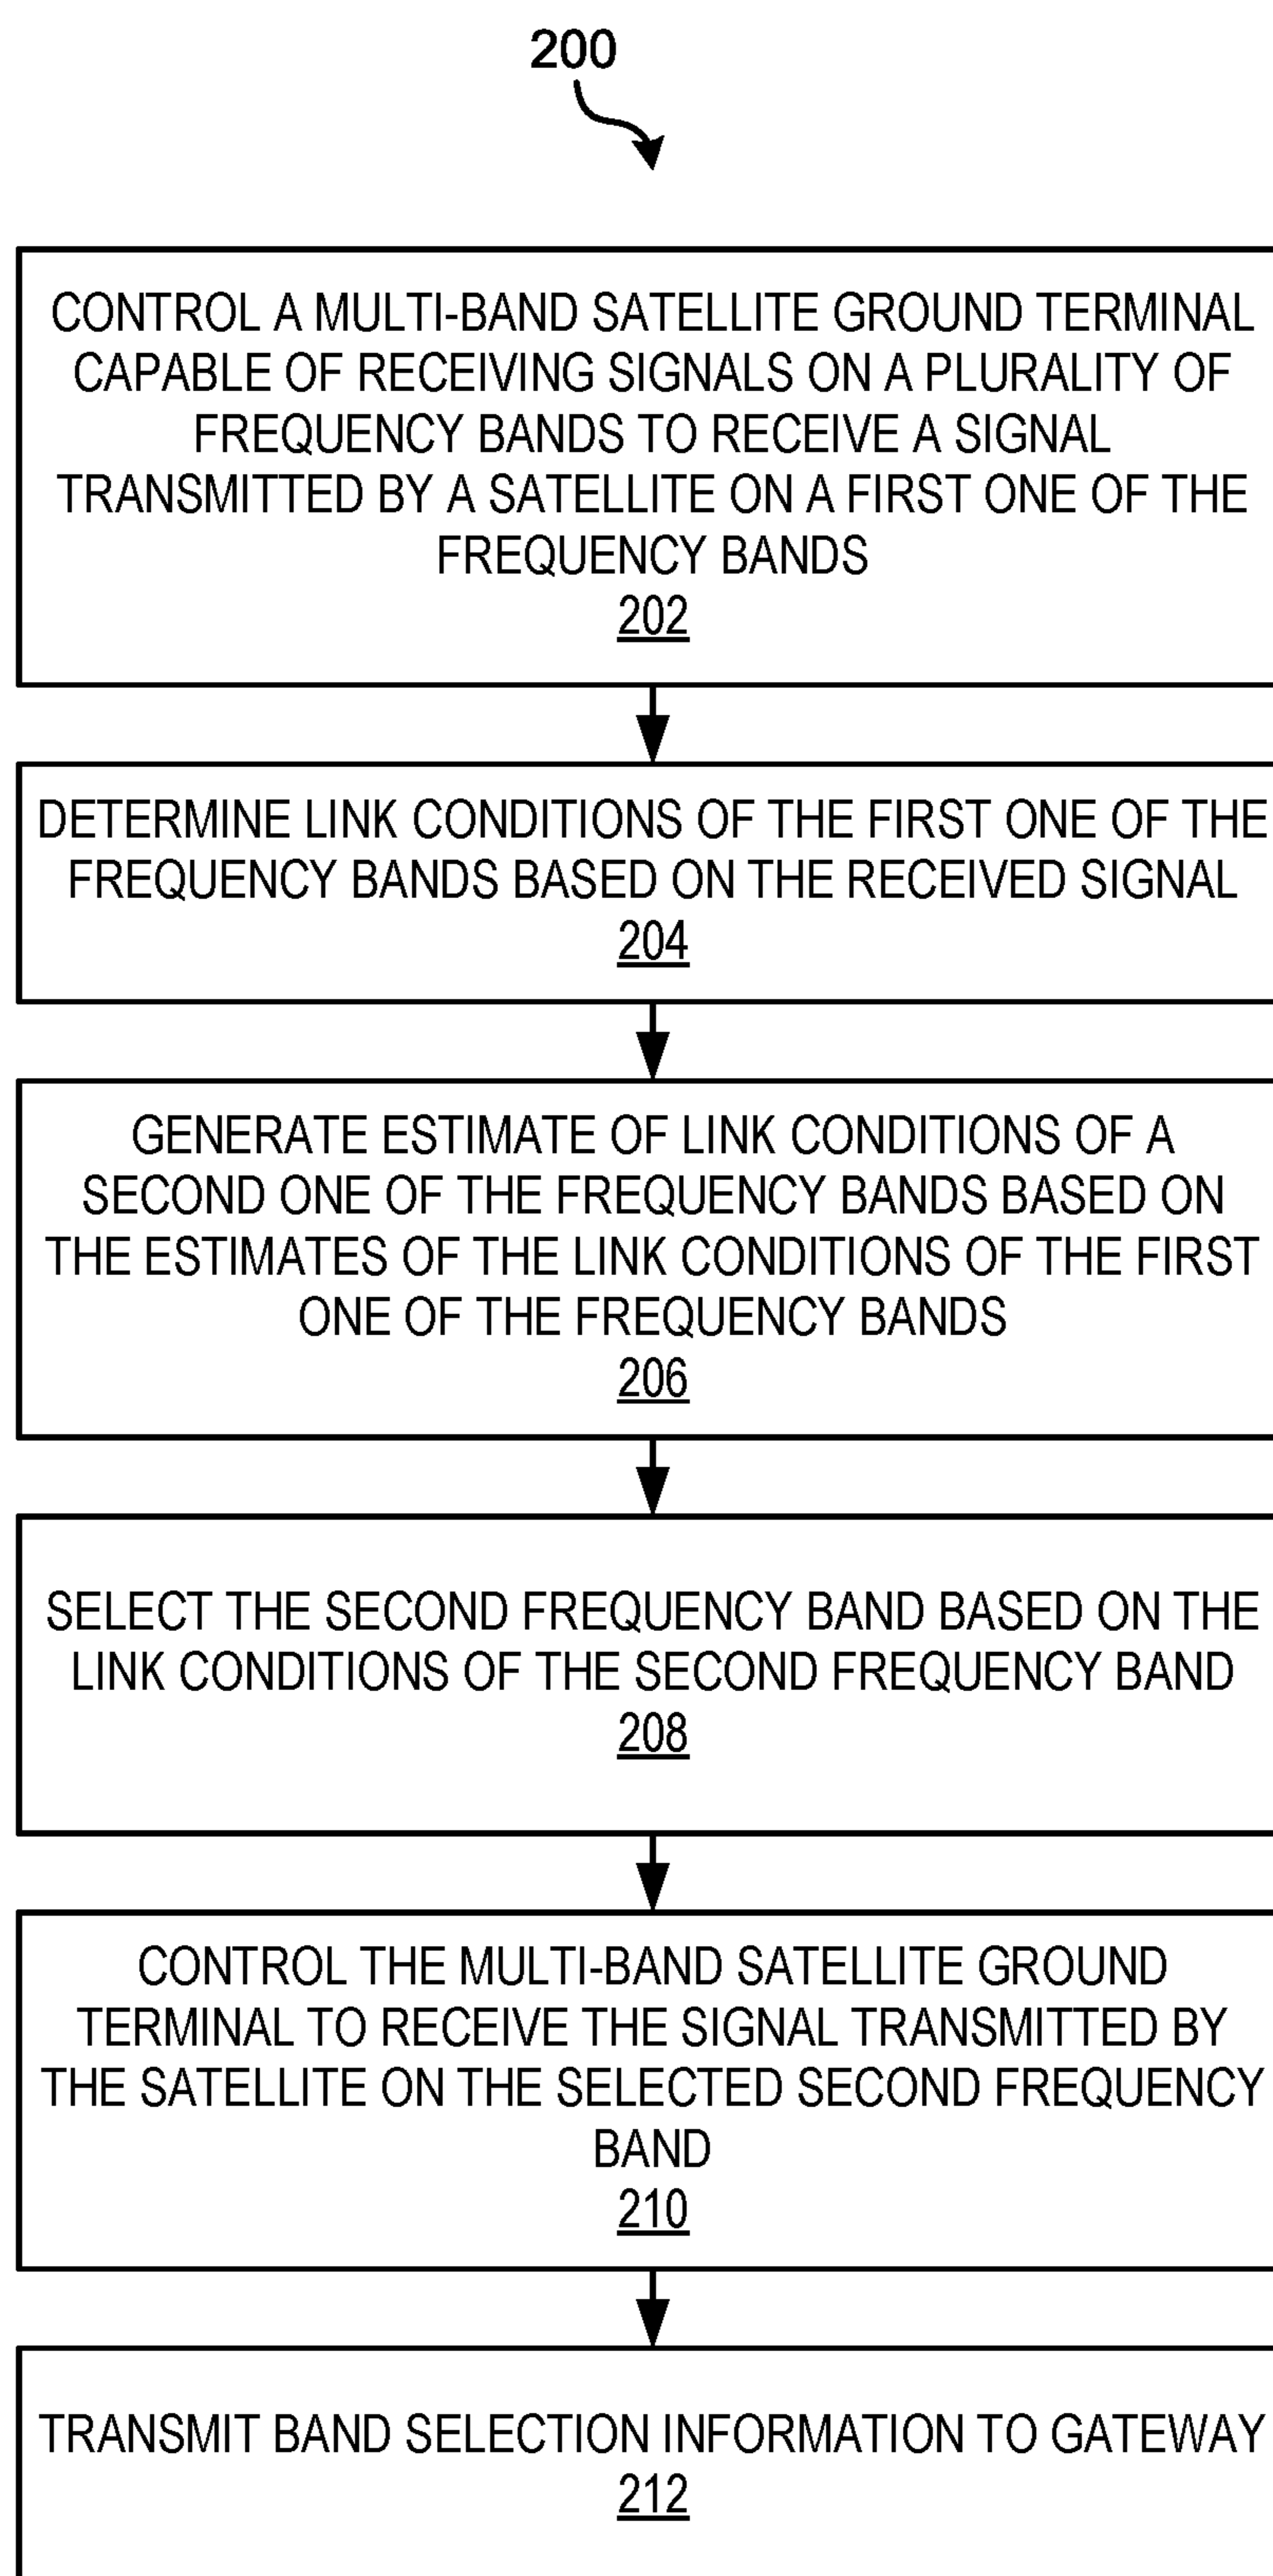 200
CONTROL A MULTI-BAND SATELLITE GROUND TERMINAL
CAPABLE OF RECEIVING SIGNALS ON A PLURALITY OF
FREQUENCY BANDS TO RECEIVE A SIGNAL
TRANSMITTED BY A SATELLITE ON A FIRST ONE OF THE
FREQUENCY BANDS
202
DETERMINE LINK CONDITIONS OF THE FIRST ONE OF THE
FREQUENCY BANDS BASED ON THE RECEIVED SIGNAL
204
GENERATE ESTIMATE OF LINK CONDITIONS OF A
SECOND ONE OF THE FREQUENCY BANDS BASED ON
THE ESTIMATES OF THE LINK CONDITIONS OF THE FIRST
ONE OF THE FREQUENCY BANDS
206
SELECT THE SECOND FREQUENCY BAND BASED ON THE
LINK CONDITIONS OF THE SECOND FREQUENCY BAND
208
CONTROL THE MULTI-BAND SATELLITE GROUND
TERMINAL TO RECEIVE THE SIGNAL TRANSMITTED BY
THE SATELLITE ON THE SELECTED SECOND FREQUENCY
BAND
210
TRANSMIT BAND SELECTION INFORMATION TO GATEWAY
212